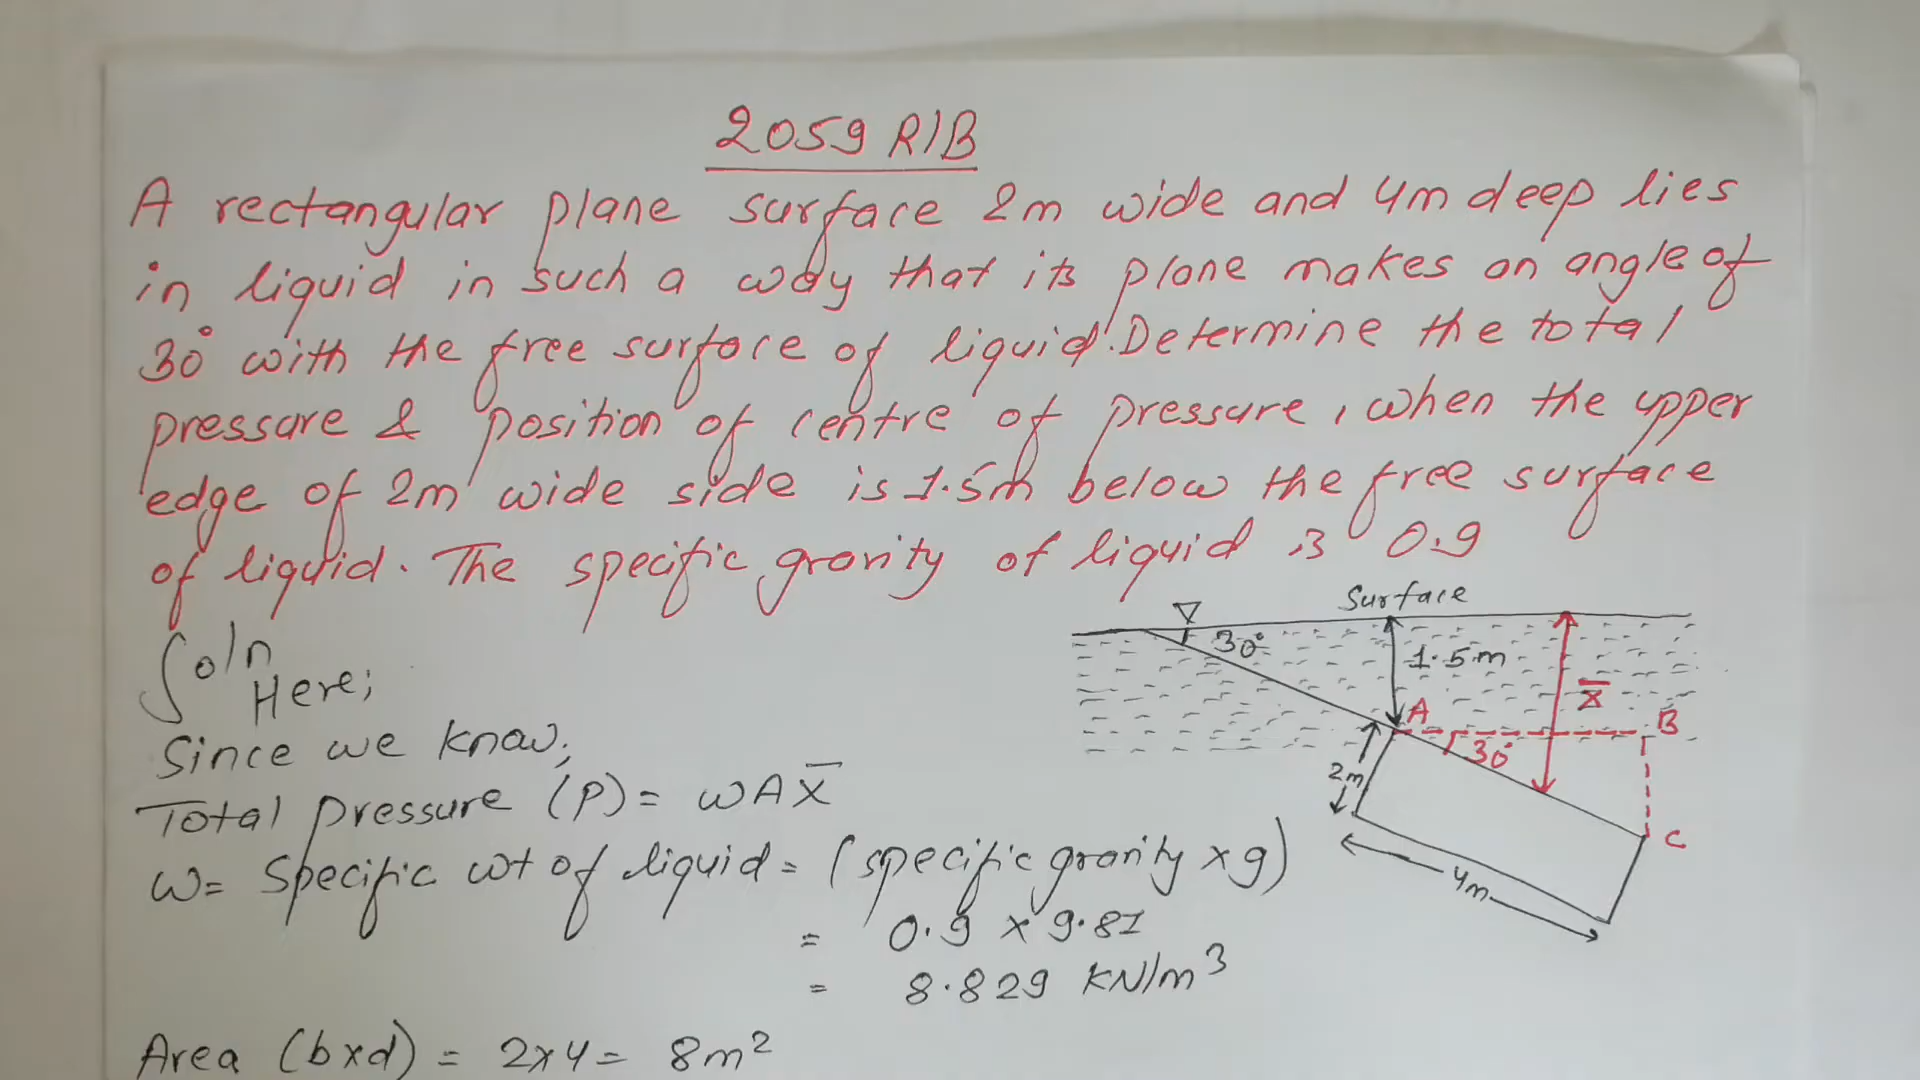 2059 R/B
A rectangular plane surface 2m wide and 4m deep lies
in liquid in such a way that its plane makes an angle of
30° with the free surface of liquid. Determine the total
pressure & position of centre of pressure, when the upper
edge of 2m wide side is 1.5m below the free surface
of liquid. The specific gravity of liquid is 0.9
Surface
30°
1.5m
x̄
A
B
30°
2m
C
4m
Soln
Here;
Since we know;
Total pressure (P) = wAx̄
w = Specific wt of liquid = (specific gravity × g)
= 0.9 × 9.81
= 8.829 KN/m³
Area (b×d) = 2×4 = 8m²